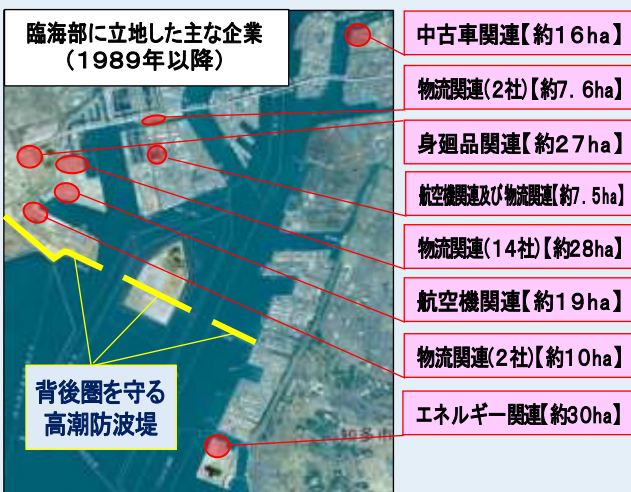 臨海部に立地した主な企業
(1989年以降)
中古車関連【約16ha】
物流関連(2社)【約7.6ha】
身廻品関連【約27ha】
航空機関連及び物流関連【約7.5ha】
物流関連(14社)【約28ha】
航空機関連【約19ha】
物流関連(2社)【約10ha】
エネルギー関連【約30ha】
背後圏を守る
高潮防波堤
知多市